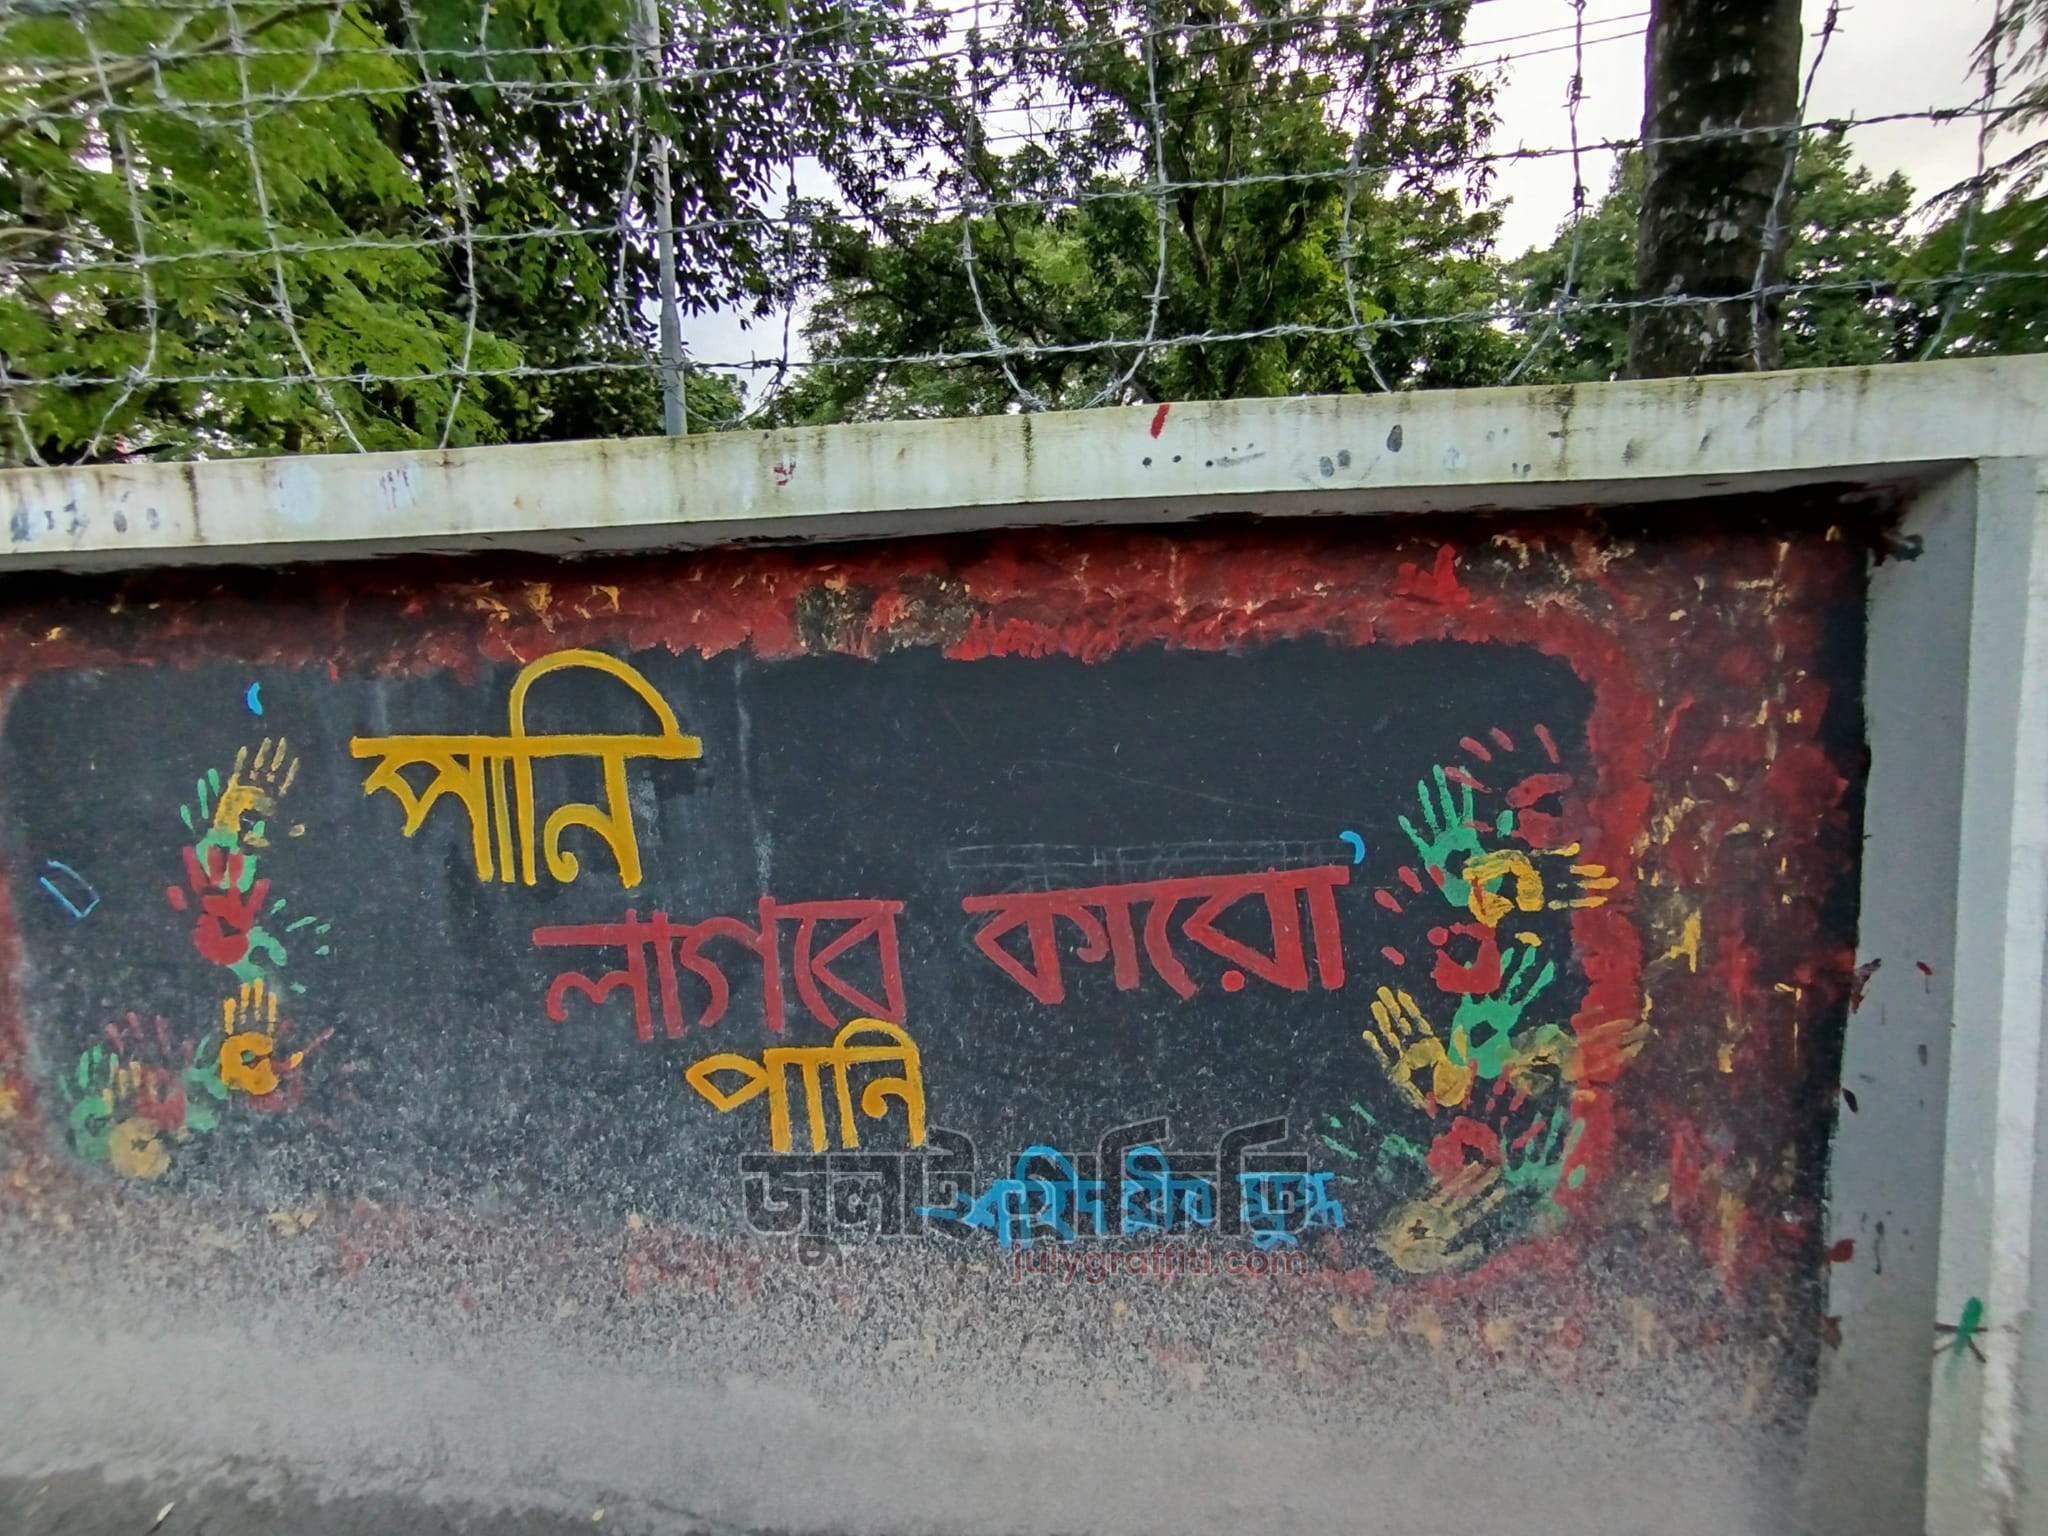 পানি
লাগবে কারো
পানি
শহীদ মীর মুগ্ধ
জুলাই গ্রাফিতি
julygraffiti.com